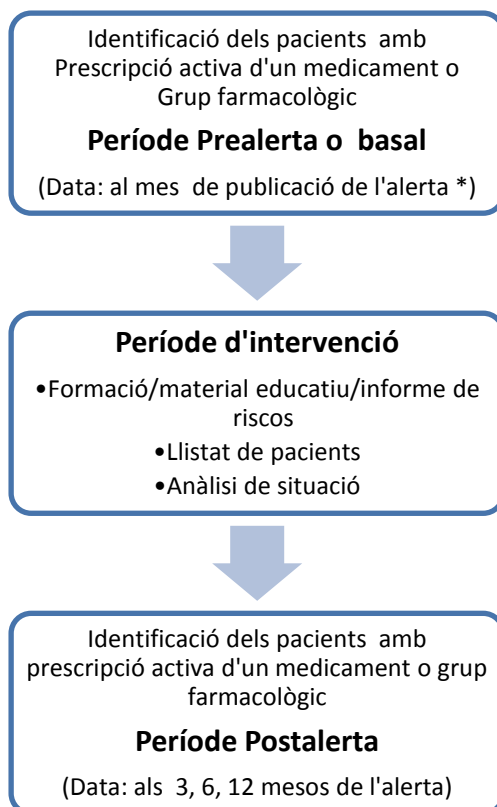 Identificació dels pacients amb
Prescripció activa d'un medicament o
Grup farmacològic
Període Prealerta o basal
(Data: al mes de publicació de l'alerta *)
Període d'intervenció
•Formació/material educatiu/informe de
riscos
•Llistat de pacients
•Anàlisi de situació
Identificació dels pacients amb
prescripció activa d'un medicament o grup
farmacològic
Període Postalerta
(Data: als 3, 6, 12 mesos de l'alerta)